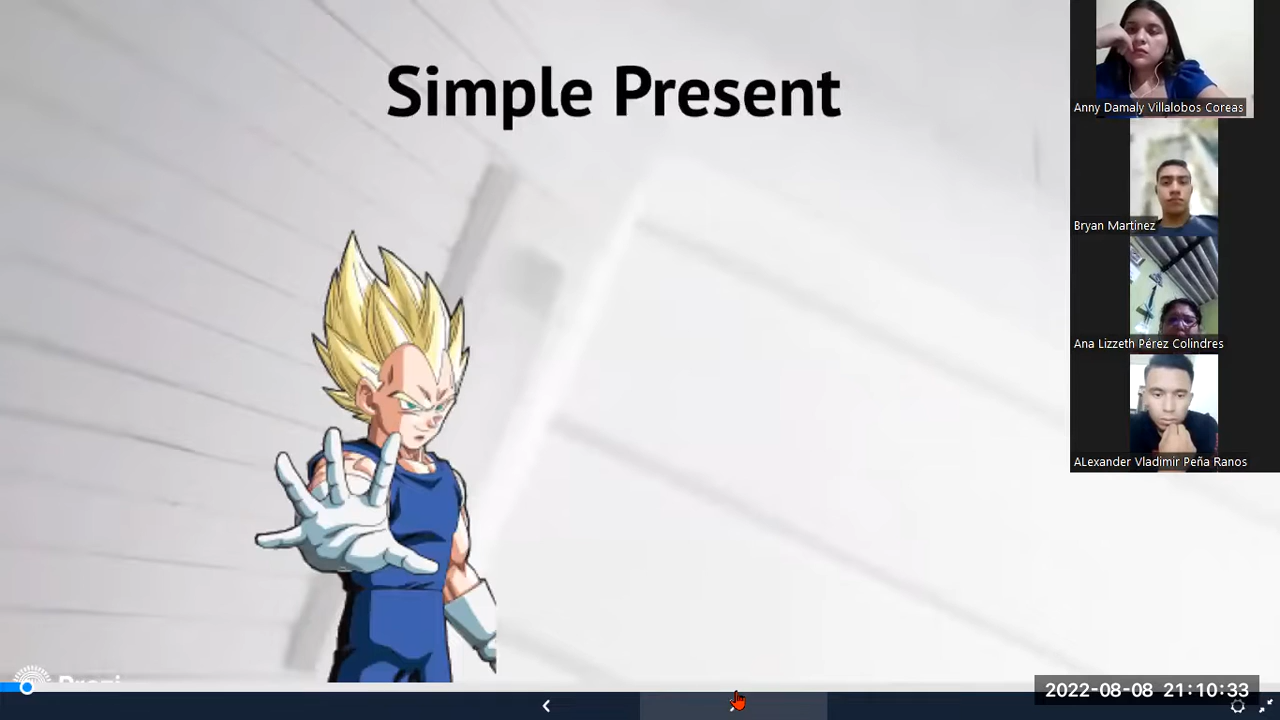 Simple Present
Anny Damaly Villalobos Coreas
Bryan Martinez
Ana Lizzeth Pérez Colindres
ALexander Vladimir Peña Ranos
Prezi
2022-08-08 21:10:33